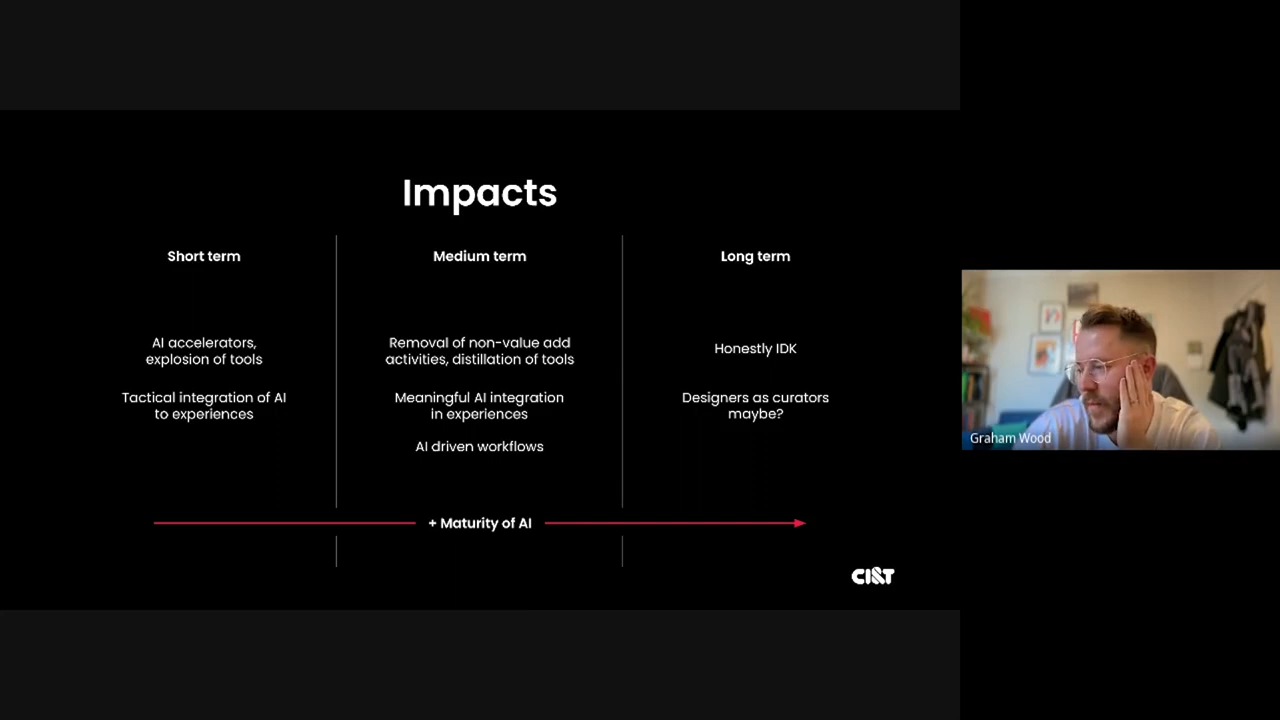 Impacts
Short term
Medium term
Long term
AI accelerators,
explosion of tools
Tactical integration of AI
to experiences
Removal of non-value add
activities, distillation of tools
Meaningful AI integration
in experiences
AI driven workflows
Honestly IDK
Designers as curators
maybe?
+ Maturity of AI
CI&T
Graham Wood